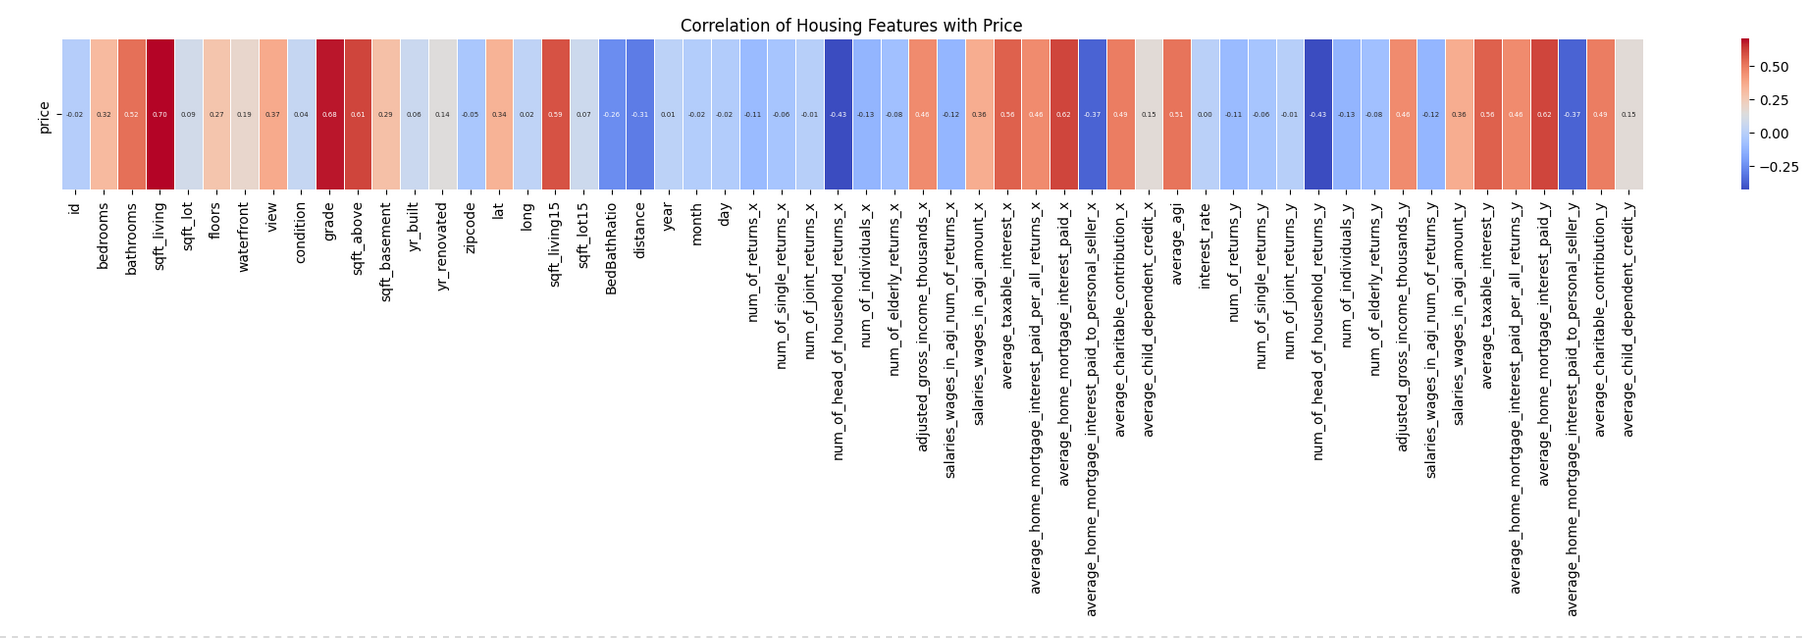 Correlation of Housing Features with Price
price
-0.02 0.32 0.52 0.70 0.09 0.27 0.19 0.37 0.04 0.68 0.61 0.29 0.06 0.14 -0.05 0.34 0.02 0.59 0.07 -0.26 -0.31 0.01 -0.02 -0.02 -0.11 -0.06 -0.01 -0.43 -0.13 -0.08 0.46 -0.12 0.36 0.56 0.46 0.62 -0.37 0.49 0.15 0.51 0.00 -0.11 -0.06 -0.01 -0.43 -0.13 -0.08 0.46 -0.12 0.36 0.56 0.46 0.62 -0.37 0.49 0.15
0.50
0.25
0.00
−0.25
id
bedrooms
bathrooms
sqft_living
sqft_lot
floors
waterfront
view
condition
grade
sqft_above
sqft_basement
yr_built
yr_renovated
zipcode
lat
long
sqft_living15
sqft_lot15
BedBathRatio
distance
year
month
day
num_of_returns_x
num_of_single_returns_x
num_of_joint_returns_x
num_of_head_of_household_returns_x
num_of_individuals_x
num_of_elderly_returns_x
adjusted_gross_income_thousands_x
salaries_wages_in_agi_num_of_returns_x
salaries_wages_in_agi_amount_x
average_taxable_interest_x
average_home_mortgage_interest_paid_per_all_returns_x
average_home_mortgage_interest_paid_x
average_home_mortgage_interest_paid_to_personal_seller_x
average_charitable_contribution_x
average_child_dependent_credit_x
average_agi
interest_rate
num_of_returns_y
num_of_single_returns_y
num_of_joint_returns_y
num_of_head_of_household_returns_y
num_of_individuals_y
num_of_elderly_returns_y
adjusted_gross_income_thousands_y
salaries_wages_in_agi_num_of_returns_y
salaries_wages_in_agi_amount_y
average_taxable_interest_y
average_home_mortgage_interest_paid_per_all_returns_y
average_home_mortgage_interest_paid_y
average_home_mortgage_interest_paid_to_personal_seller_y
average_charitable_contribution_y
average_child_dependent_credit_y